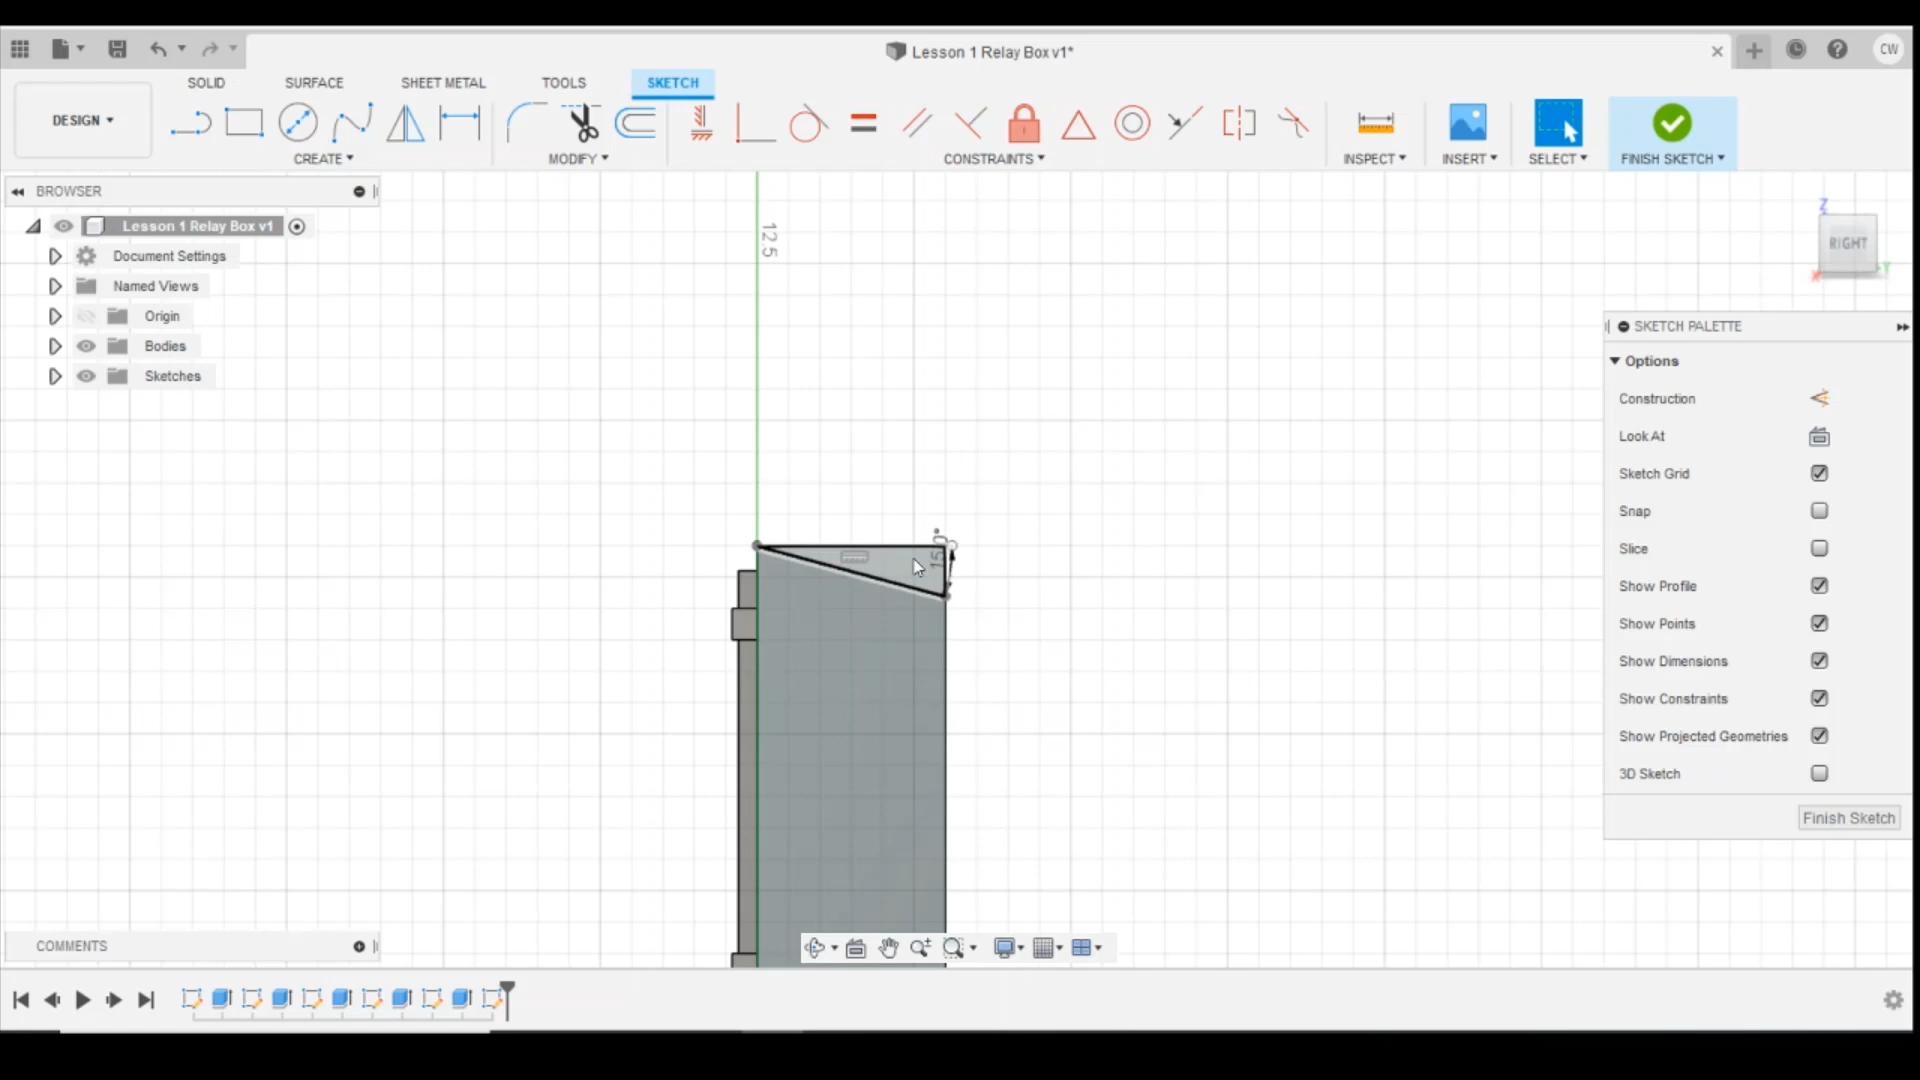 Lesson 1 Relay Box v1*
CW
SOLID
SURFACE
SHEET METAL
TOOLS
SKETCH
DESIGN
CREATE
MODIFY
CONSTRAINTS
INSPECT
INSERT
SELECT
FINISH SKETCH
BROWSER
Lesson 1 Relay Box v1
Document Settings
Named Views
Origin
Bodies
Sketches
12.5
15.0°
Z
RIGHT
X
Y
SKETCH PALETTE
Options
Construction
Look At
Sketch Grid
Snap
Slice
Show Profile
Show Points
Show Dimensions
Show Constraints
Show Projected Geometries
3D Sketch
Finish Sketch
COMMENTS